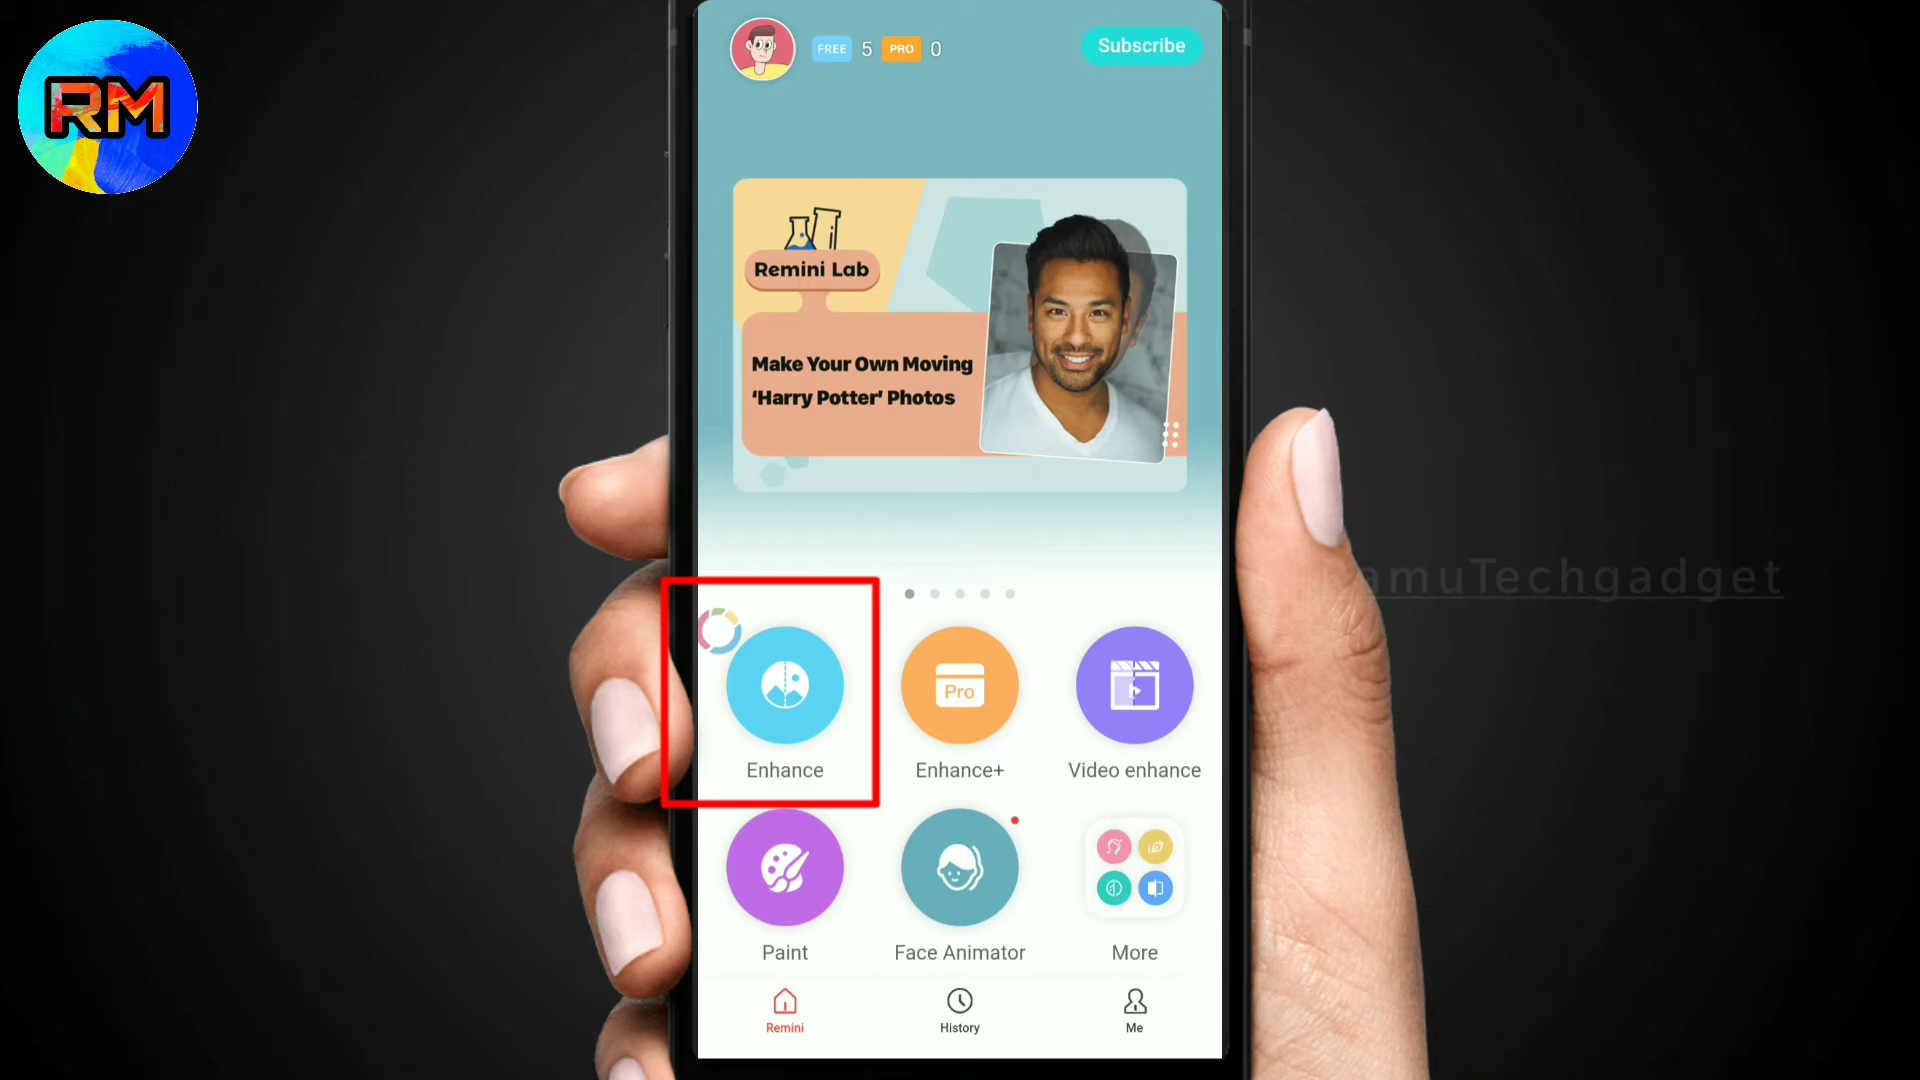 RM
FREE 5 PRO 0
Subscribe
Remini Lab
Make Your Own Moving
'Harry Potter' Photos
amuTechgadget
Pro
Enhance
Enhance+
Video enhance
Paint
Face Animator
More
Remini
History
Me